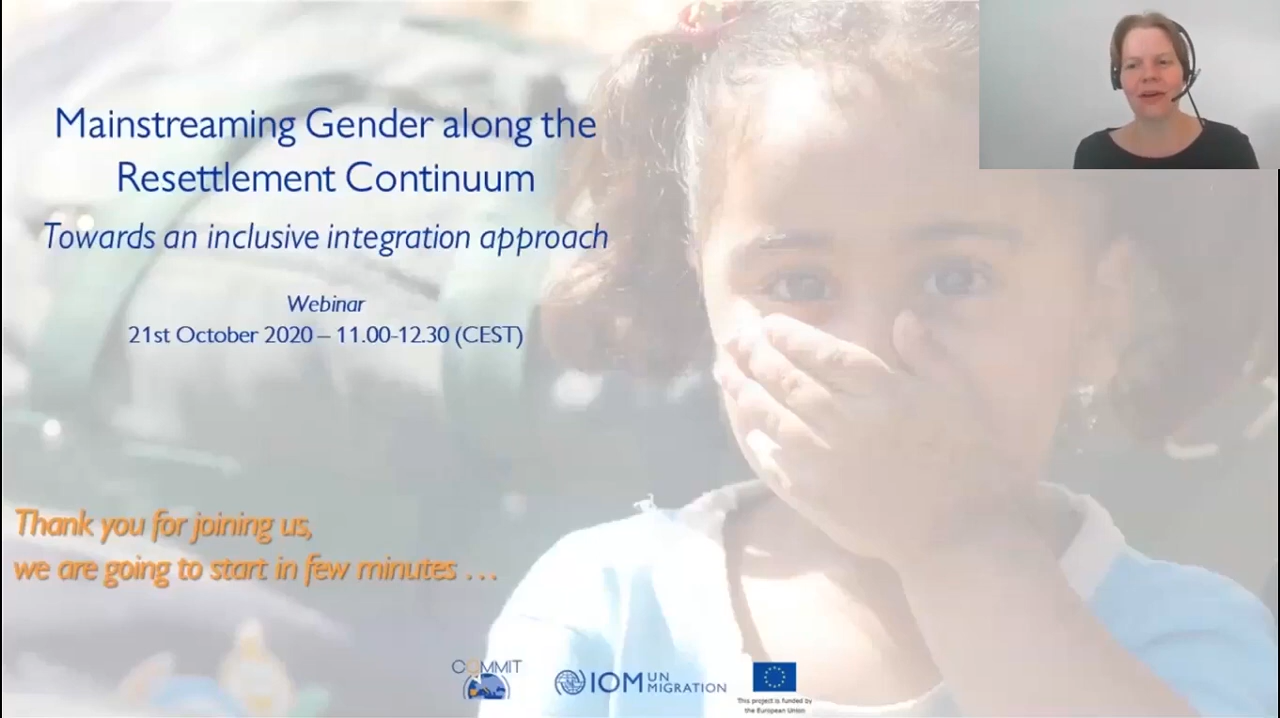 Mainstreaming Gender along the
Resettlement Continuum
Towards an inclusive integration approach
Webinar
21st October 2020 – 11.00-12.30 (CEST)
Thank you for joining us,
we are going to start in few minutes ...
COMMIT
IOM UN MIGRATION
This project is funded by
the European Union